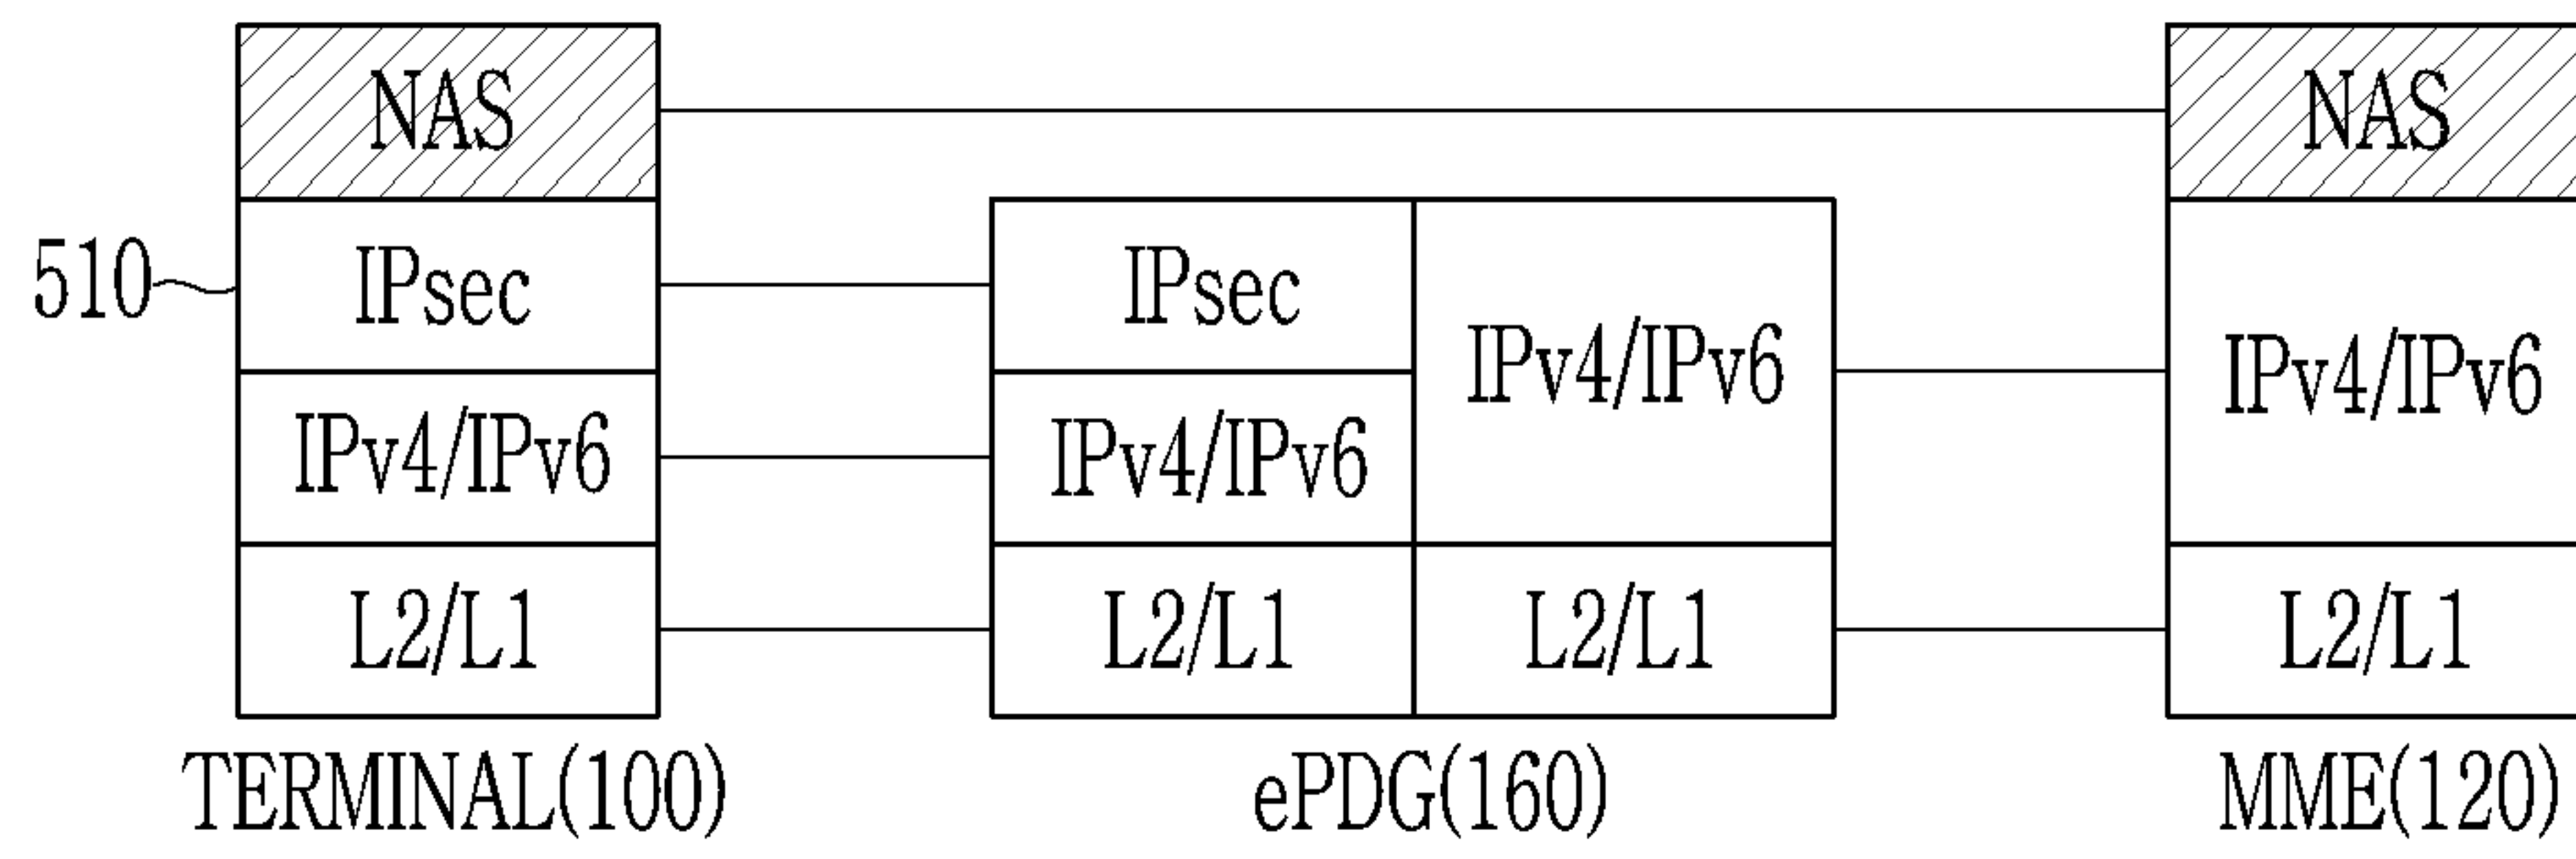 NAS
NAS
510
IPsec
IPsec
IPv4/IPv6
IPv4/IPv6
IPv4/IPv6
IPv4/IPv6
L2/L1
L2/L1
L2/L1
L2/L1
TERMINAL(100)
ePDG(160)
MME(120)